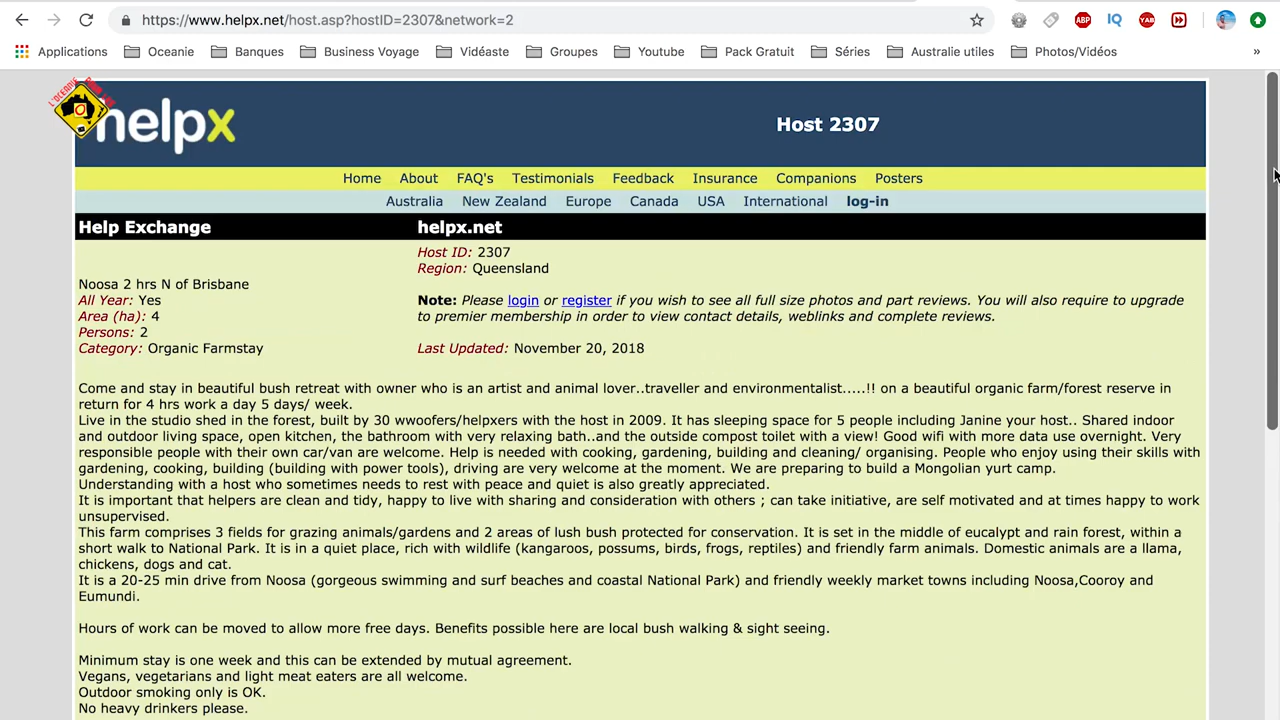 https://www.helpx.net/host.asp?hostID=2307&network=2
ABP
IQ
YAB
Applications Oceanie Banques Business Voyage Vidéaste Groupes Youtube Pack Gratuit Séries Australie utiles Photos/Vidéos »
L'OCEANIE
helpx
Host 2307
Home About FAQ's Testimonials Feedback Insurance Companions Posters
Australia New Zealand Europe Canada USA International log-in
Help Exchange helpx.net
Host ID: 2307
Region: Queensland
Noosa 2 hrs N of Brisbane
All Year: Yes
Area (ha): 4
Persons: 2
Category: Organic Farmstay
Note: Please login or register if you wish to see all full size photos and part reviews. You will also require to upgrade
to premier membership in order to view contact details, weblinks and complete reviews.
Last Updated: November 20, 2018
Come and stay in beautiful bush retreat with owner who is an artist and animal lover..traveller and environmentalist.....!! on a beautiful organic farm/forest reserve in
return for 4 hrs work a day 5 days/ week.
Live in the studio shed in the forest, built by 30 wwoofers/helpxers with the host in 2009. It has sleeping space for 5 people including Janine your host.. Shared indoor
and outdoor living space, open kitchen, the bathroom with very relaxing bath..and the outside compost toilet with a view! Good wifi with more data use overnight. Very
responsible people with their own car/van are welcome. Help is needed with cooking, gardening, building and cleaning/ organising. People who enjoy using their skills with
gardening, cooking, building (building with power tools), driving are very welcome at the moment. We are preparing to build a Mongolian yurt camp.
Understanding with a host who sometimes needs to rest with peace and quiet is also greatly appreciated.
It is important that helpers are clean and tidy, happy to live with sharing and consideration with others ; can take initiative, are self motivated and at times happy to work
unsupervised.
This farm comprises 3 fields for grazing animals/gardens and 2 areas of lush bush protected for conservation. It is set in the middle of eucalypt and rain forest, within a
short walk to National Park. It is in a quiet place, rich with wildlife (kangaroos, possums, birds, frogs, reptiles) and friendly farm animals. Domestic animals are a llama,
chickens, dogs and cat.
It is a 20-25 min drive from Noosa (gorgeous swimming and surf beaches and coastal National Park) and friendly weekly market towns including Noosa,Cooroy and
Eumundi.
Hours of work can be moved to allow more free days. Benefits possible here are local bush walking & sight seeing.
Minimum stay is one week and this can be extended by mutual agreement.
Vegans, vegetarians and light meat eaters are all welcome.
Outdoor smoking only is OK.
No heavy drinkers please.